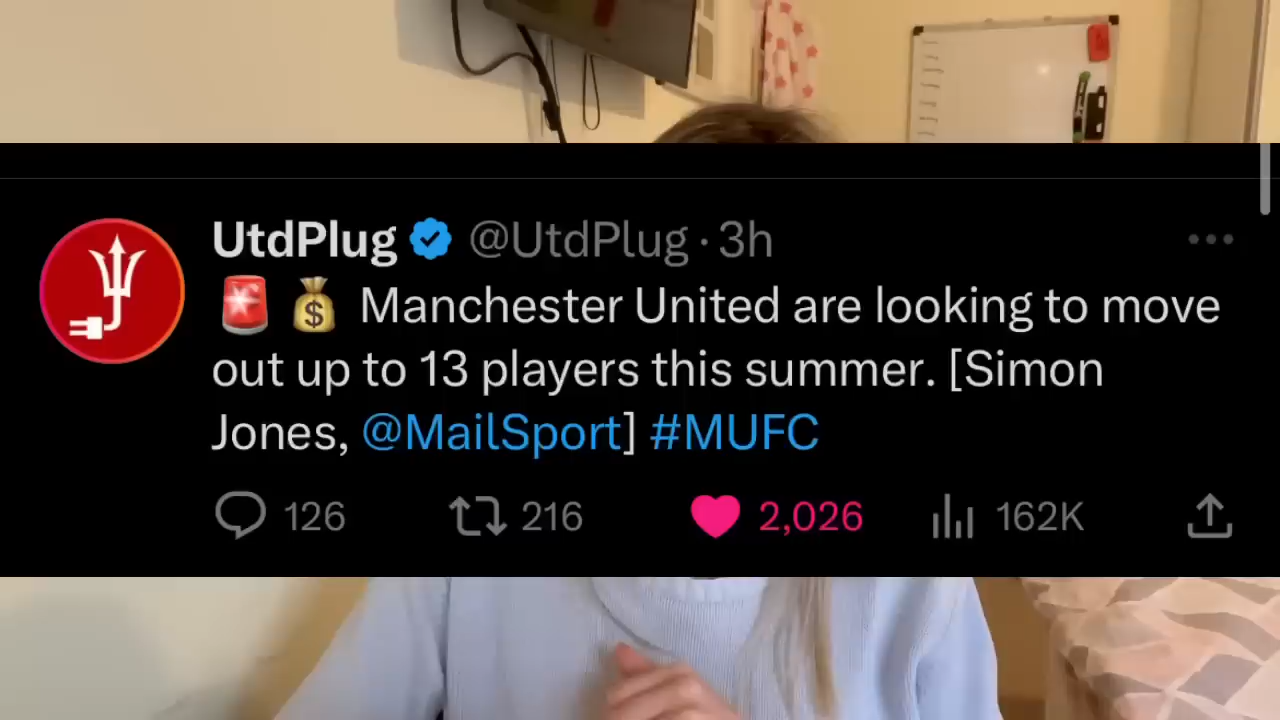 UtdPlug @UtdPlug · 3h
🚨 💰 Manchester United are looking to move
out up to 13 players this summer. [Simon
Jones, @MailSport] #MUFC
126 216 2,026 162K